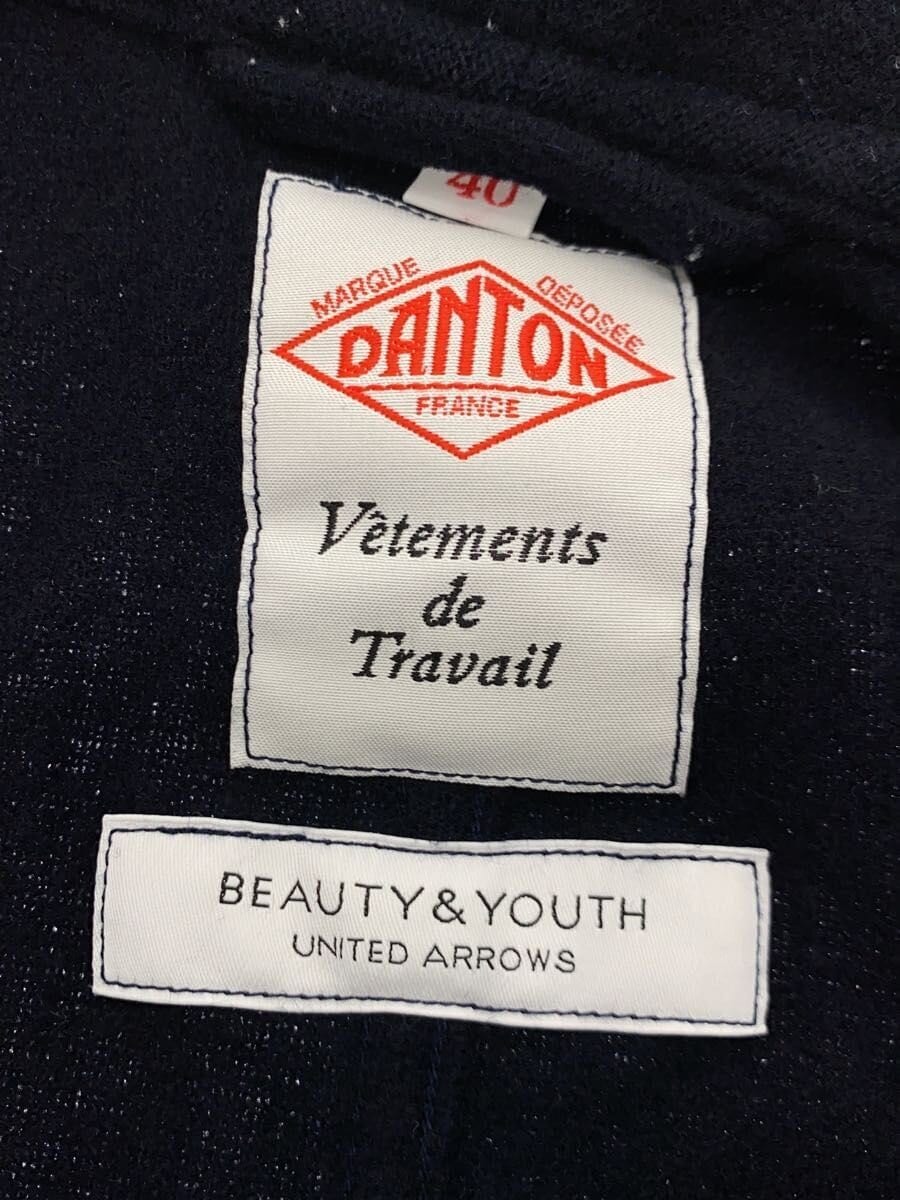 40
MARQUE DÉPOSÉE
DANTON
FRANCE
Vêtements
de
Travail
BEAUTY&YOUTH
UNITED ARROWS